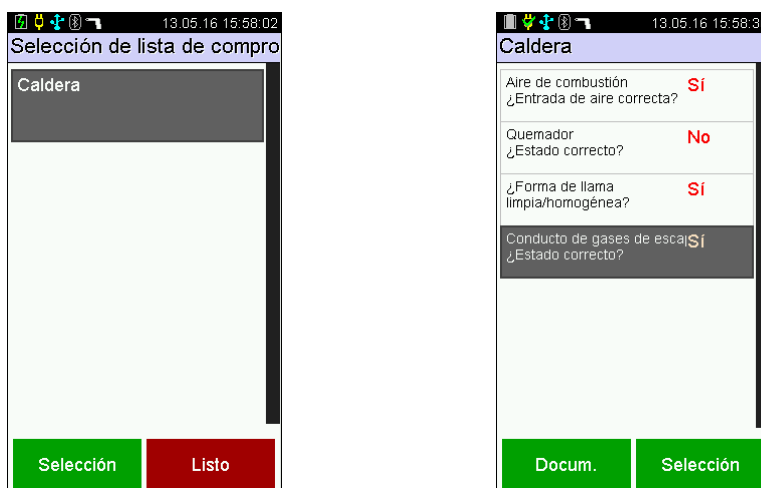 13.05.16 15:58:02
Selección de lista de compro
Caldera
Selección
Listo
13.05.16 15:58:3
Caldera
Aire de combustión
¿Entrada de aire correcta?
Sí
Quemador
¿Estado correcto?
No
¿Forma de llama
limpia/homogénea?
Sí
Conducto de gases de esca
¿Estado correcto?
Sí
Docum.
Selección